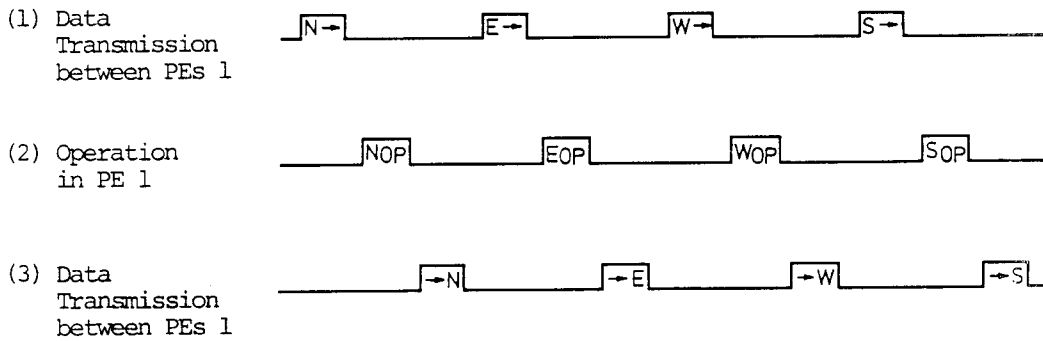 (1) Data
Transmission
between PEs 1
N→ E→ W→ S→
(2) Operation
in PE 1
NOP EOP WOP SOP
(3) Data
Transmission
between PEs 1
→N →E →W →S